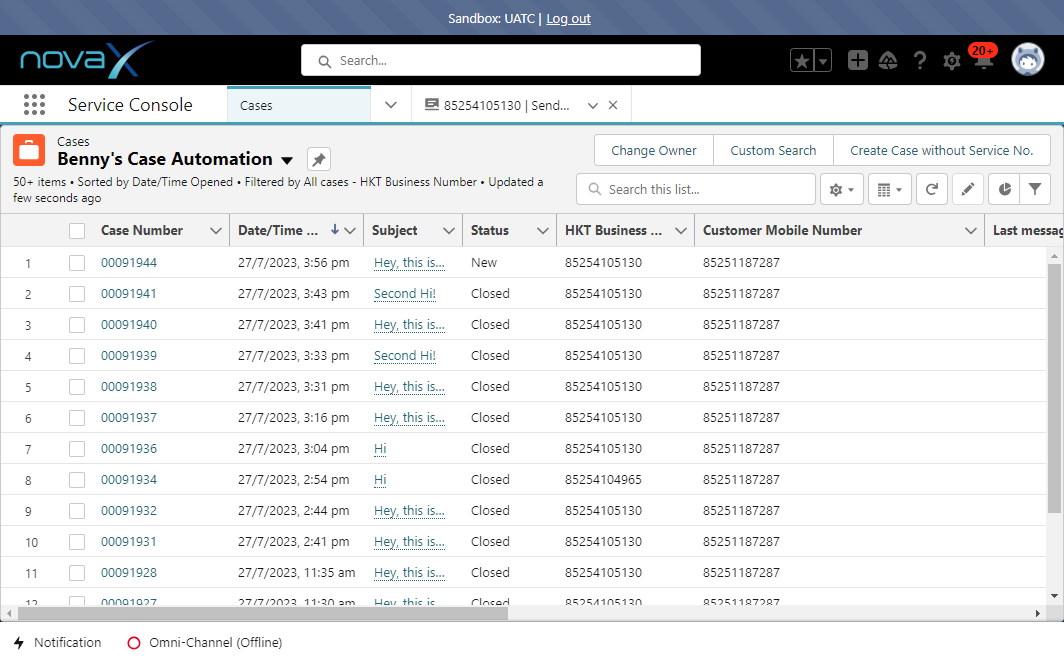 Sandbox: UATC | Log out
novax
Search...
20+
Service Console
Cases
85254105130 | Send...
Cases
Benny's Case Automation
Change Owner
Custom Search
Create Case without Service No.
50+ items • Sorted by Date/Time Opened • Filtered by All cases - HKT Business Number • Updated a
few seconds ago
Search this list...
Case Number Date/Time ... Subject Status HKT Business ... Customer Mobile Number Last messag
1 00091944 27/7/2023, 3:56 pm Hey, this is... New 85254105130 85251187287
2 00091941 27/7/2023, 3:43 pm Second Hi! Closed 85254105130 85251187287
3 00091940 27/7/2023, 3:41 pm Hey, this is... Closed 85254105130 85251187287
4 00091939 27/7/2023, 3:33 pm Second Hi! Closed 85254105130 85251187287
5 00091938 27/7/2023, 3:31 pm Hey, this is... Closed 85254105130 85251187287
6 00091937 27/7/2023, 3:16 pm Hey, this is... Closed 85254105130 85251187287
7 00091936 27/7/2023, 3:04 pm Hi Closed 85254105130 85251187287
8 00091934 27/7/2023, 2:54 pm Hi Closed 85254104965 85251187287
9 00091932 27/7/2023, 2:44 pm Hey, this is... Closed 85254105130 85251187287
10 00091931 27/7/2023, 2:41 pm Hey, this is... Closed 85254105130 85251187287
11 00091928 27/7/2023, 11:35 am Hey, this is... Closed 85254105130 85251187287
12 00091927 27/7/2023, 11:30 am Hey, this is... Closed 85254105130 85251187287
Notification
Omni-Channel (Offline)